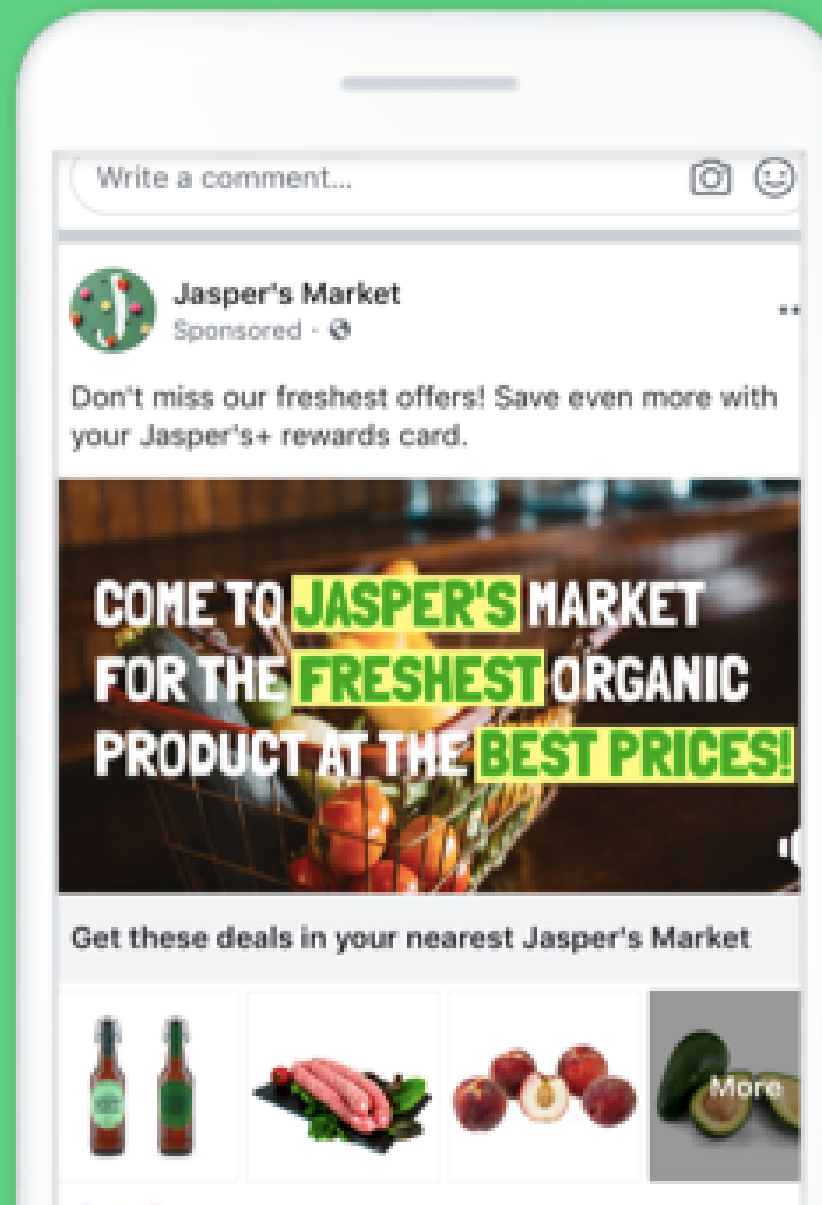 Write a comment...
Jasper's Market
Sponsored ·
Don't miss our freshest offers! Save even more with
your Jasper's+ rewards card.
COME TO JASPER'S MARKET
FOR THE FRESHEST ORGANIC
PRODUCT AT THE BEST PRICES!
Get these deals in your nearest Jasper's Market
More